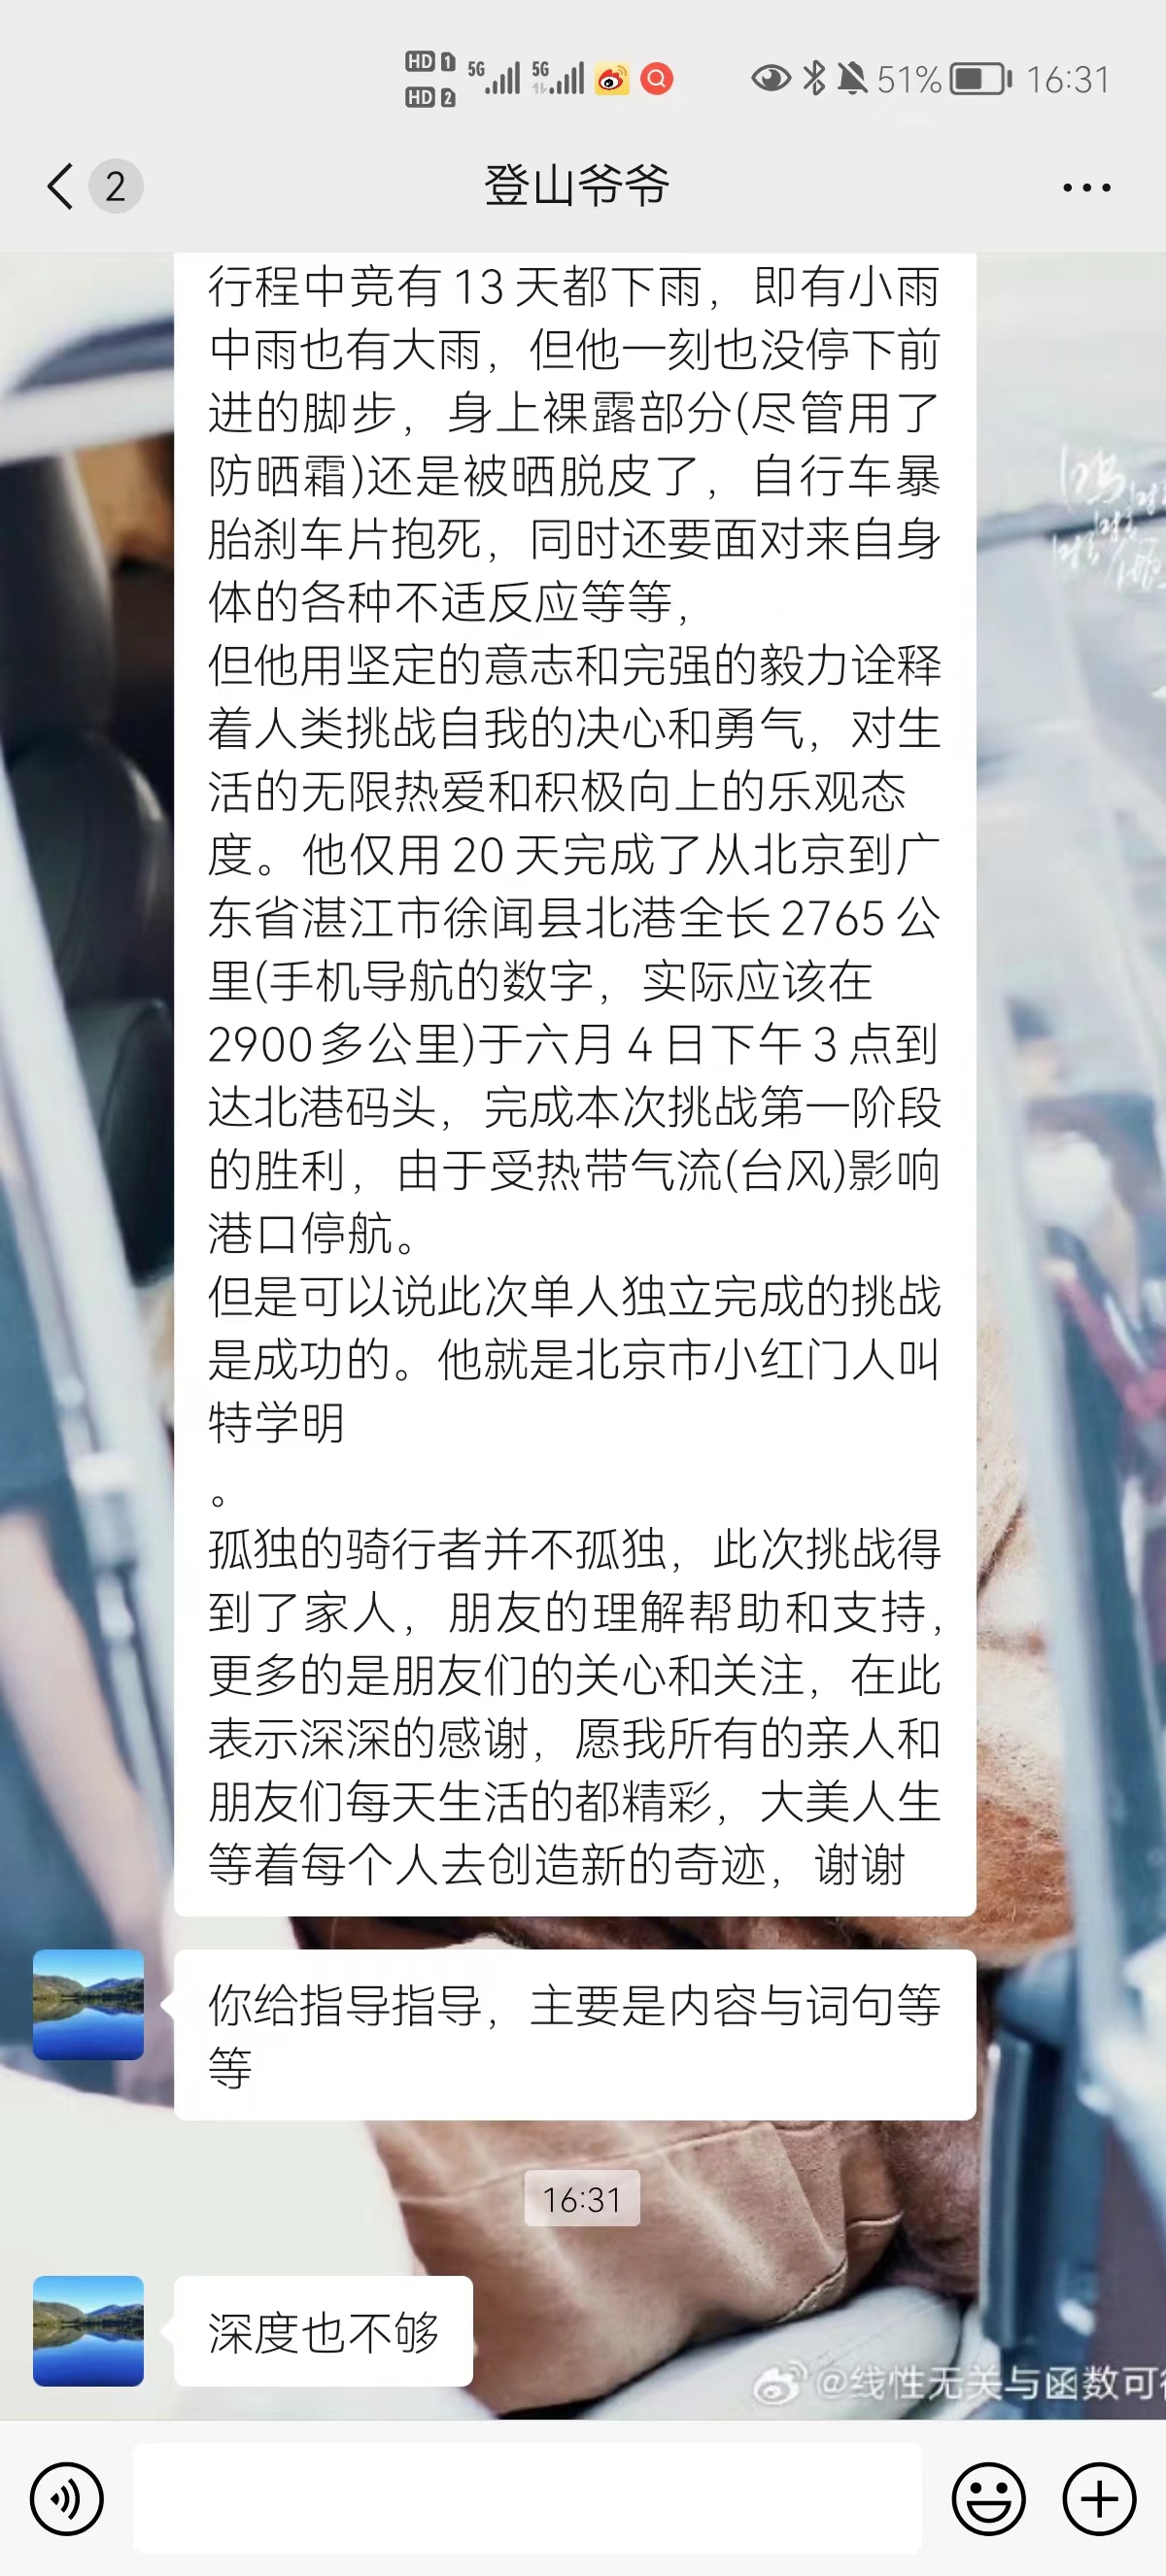 HD 1 5G 5G 51% 16:31
HD 2
2 登山爷爷
行程中竞有13天都下雨，即有小雨
中雨也有大雨，但他一刻也没停下前
进的脚步，身上裸露部分(尽管用了
防晒霜)还是被晒脱皮了，自行车暴
胎刹车片抱死，同时还要面对来自身
体的各种不适反应等等，
但他用坚定的意志和完强的毅力诠释
着人类挑战自我的决心和勇气，对生
活的无限热爱和积极向上的乐观态
度。他仅用20天完成了从北京到广
东省湛江市徐闻县北港全长2765公
里(手机导航的数字，实际应该在
2900多公里)于六月4日下午3点到
达北港码头，完成本次挑战第一阶段
的胜利，由于受热带气流(台风)影响
港口停航。
但是可以说此次单人独立完成的挑战
是成功的。他就是北京市小红门人叫
特学明
。
孤独的骑行者并不孤独，此次挑战得
到了家人，朋友的理解帮助和支持，
更多的是朋友们的关心和关注，在此
表示深深的感谢，愿我所有的亲人和
朋友们每天生活的都精彩，大美人生
等着每个人去创造新的奇迹，谢谢
你给指导指导，主要是内容与词句等
等
16:31
深度也不够
@线性无关与函数可